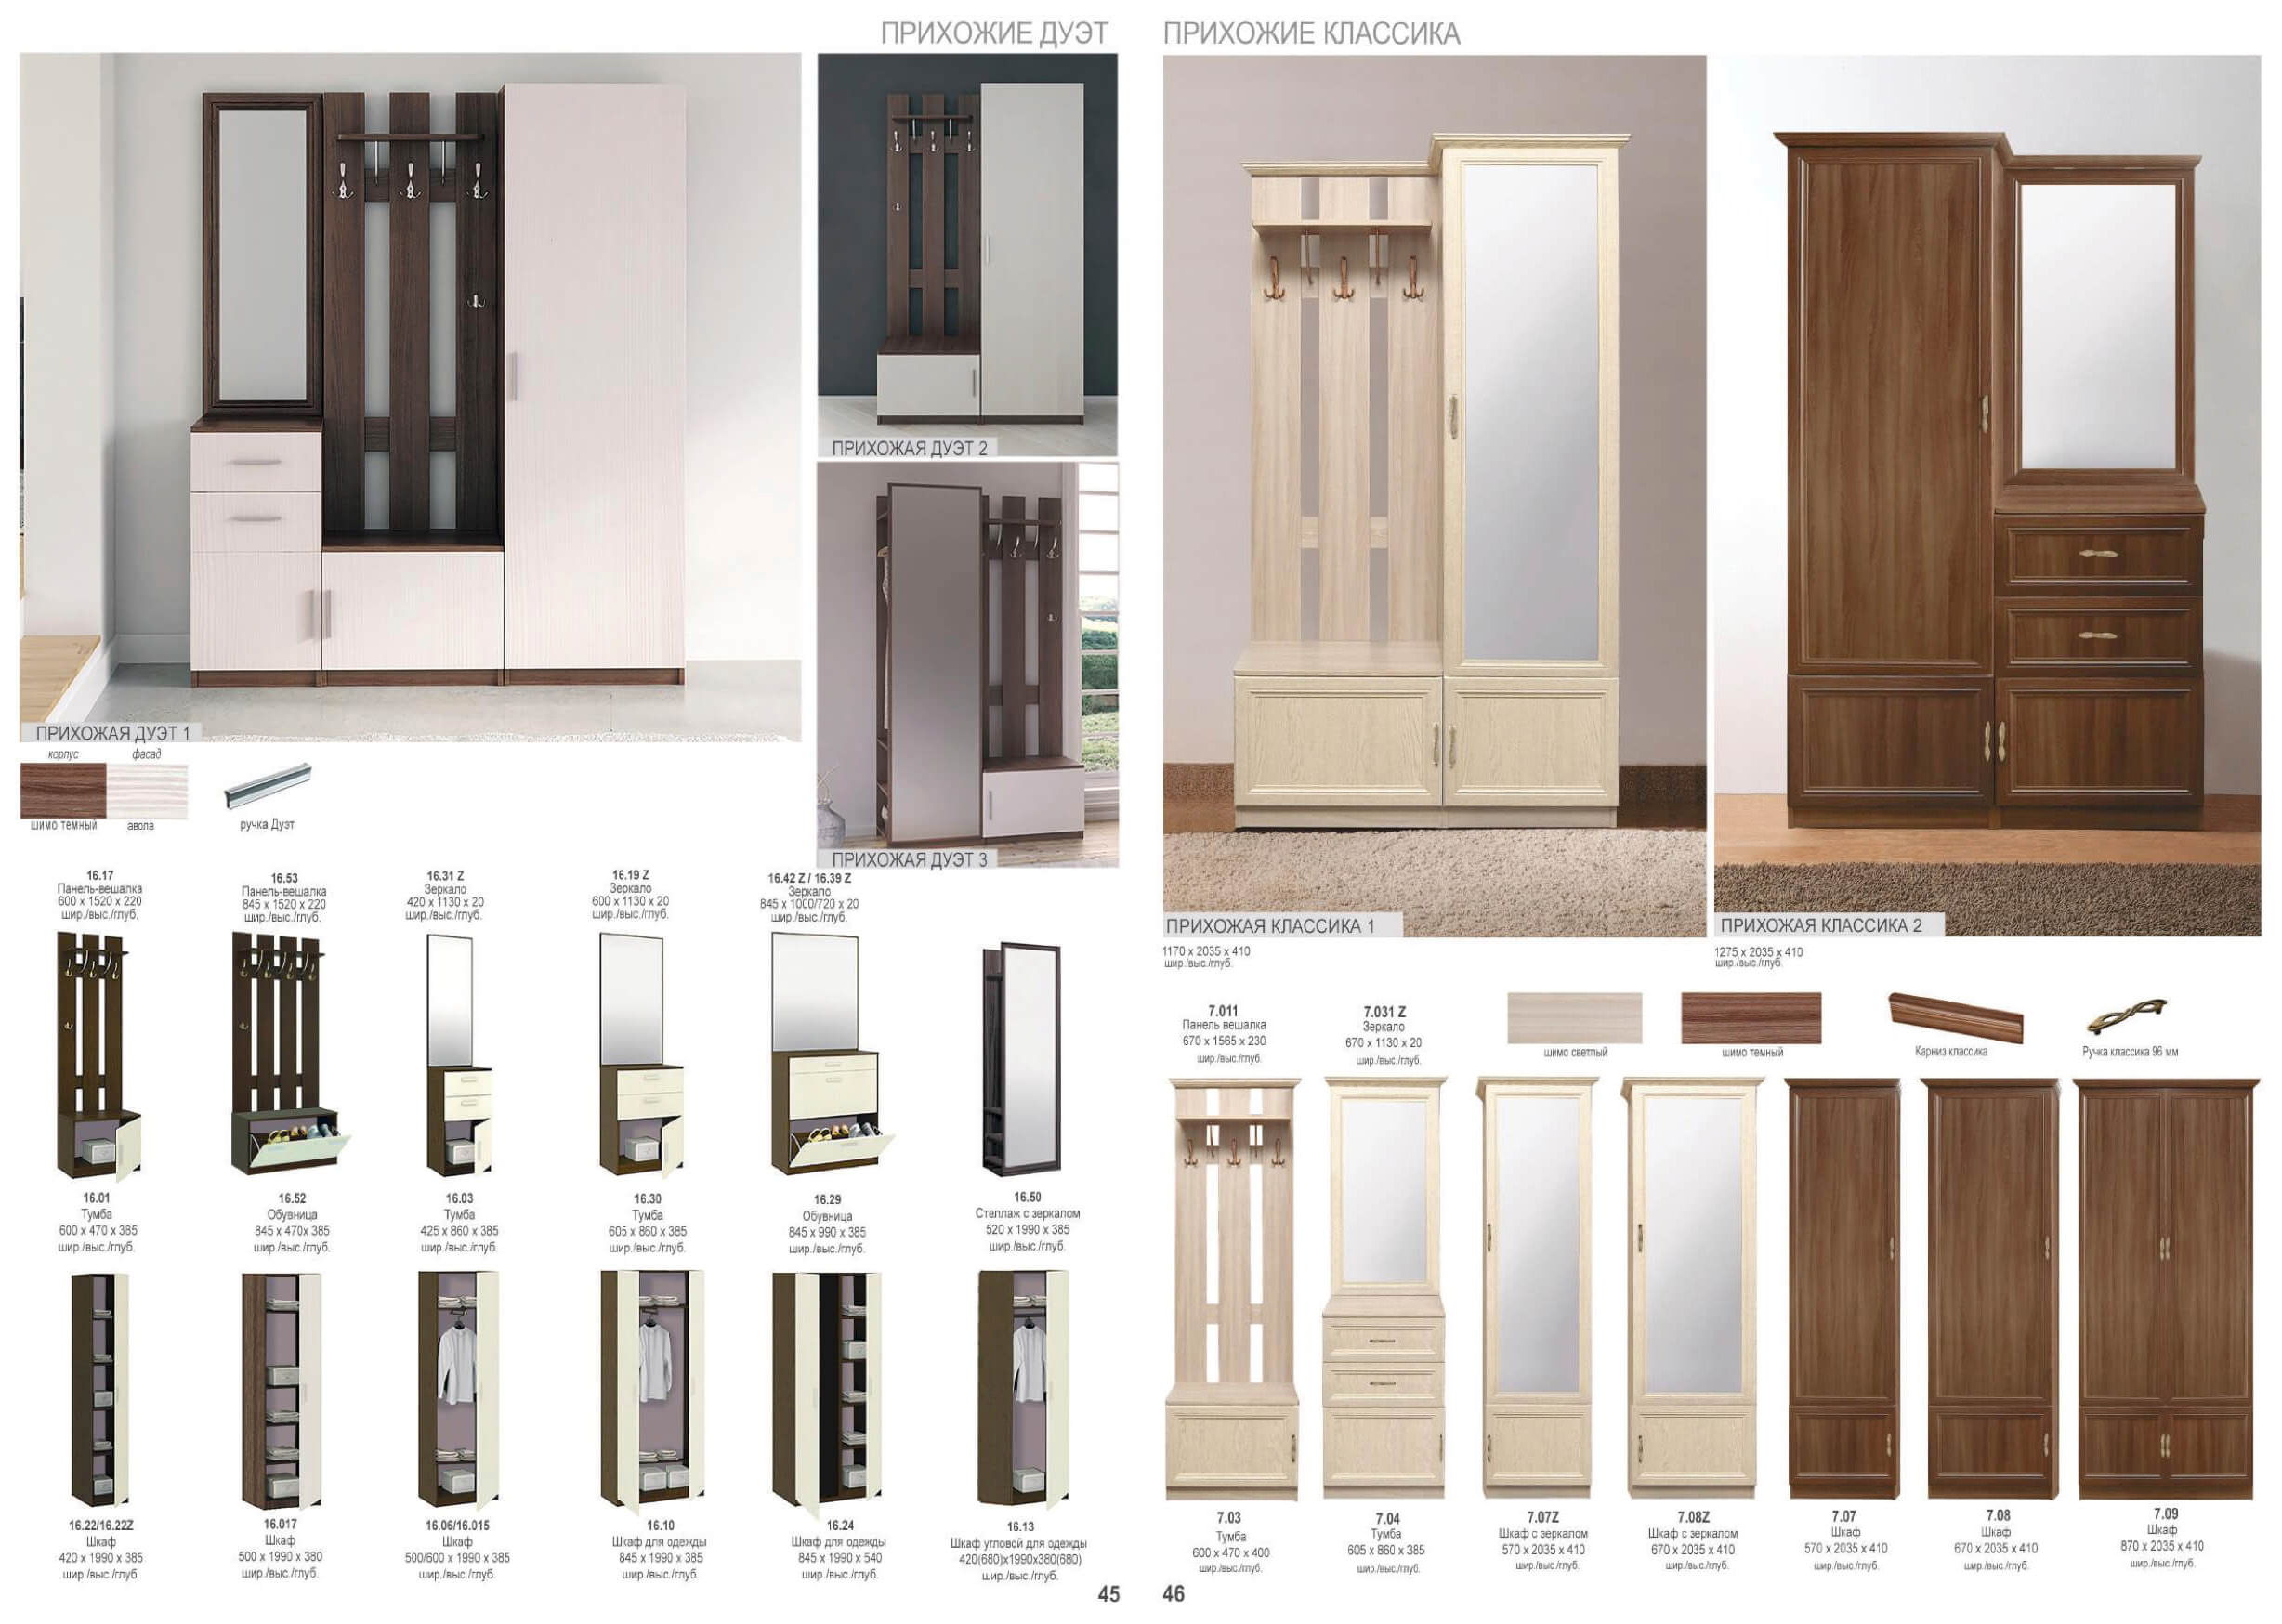 ПРИХОЖИЕ ДУЭТ
ПРИХОЖАЯ ДУЭТ 1
ПРИХОЖАЯ ДУЭТ 2
ПРИХОЖАЯ ДУЭТ 3
корпус
фасад
шимо темный
авола
ручка Дуэт
16.17
Панель-вешалка
600 x 1520 x 220
шир./выс./глуб.
16.53
Панель-вешалка
845 x 1520 x 220
шир./выс./глуб.
16.31 Z
Зеркало
420 x 1130 x 20
шир./выс./глуб.
16.19 Z
Зеркало
600 x 1130 x 20
шир./выс./глуб.
16.42 Z / 16.39 Z
Зеркало
845 x 1000/720 x 20
шир./выс./глуб.
16.01
Тумба
600 x 470 x 385
шир./выс./глуб.
16.52
Обувница
845 x 470x 385
шир./выс./глуб.
16.03
Тумба
425 x 860 x 385
шир./выс./глуб.
16.30
Тумба
605 x 860 x 385
шир./выс./глуб.
16.29
Обувница
845 x 990 x 385
шир./выс./глуб.
16.50
Стеллаж с зеркалом
520 x 1990 x 385
шир./выс./глуб.
16.22/16.22Z
Шкаф
420 x 1990 x 385
шир./выс./глуб.
16.017
Шкаф
500 x 1990 x 380
шир./выс./глуб.
16.06/16.015
Шкаф
500/600 x 1990 x 385
шир./выс./глуб.
16.10
Шкаф для одежды
845 x 1990 x 385
шир./выс./глуб.
16.24
Шкаф для одежды
845 x 1990 x 540
шир./выс./глуб.
16.13
Шкаф угловой для одежды
420(680)x1990x380(680)
шир./выс./глуб.
45
ПРИХОЖИЕ КЛАССИКА
ПРИХОЖАЯ КЛАССИКА 1
1170 x 2035 x 410
шир./выс./глуб.
ПРИХОЖАЯ КЛАССИКА 2
1275 x 2035 x 410
шир./выс./глуб.
7.011
Панель вешалка
670 x 1565 x 230
шир./выс./глуб.
7.031 Z
Зеркало
670 x 1130 x 20
шир./выс./глуб.
шимо светлый
шимо темный
Карниз классика
Ручка классика 96 мм
7.03
Тумба
600 x 470 x 400
шир./выс./глуб.
7.04
Тумба
605 x 860 x 385
шир./выс./глуб.
7.07Z
Шкаф с зеркалом
570 x 2035 x 410
шир./выс./глуб.
7.08Z
Шкаф с зеркалом
670 x 2035 x 410
шир./выс./глуб.
7.07
Шкаф
570 x 2035 x 410
шир./выс./глуб.
7.08
Шкаф
670 x 2035 x 410
шир./выс./глуб.
7.09
Шкаф
870 x 2035 x 410
шир./выс./глуб.
46